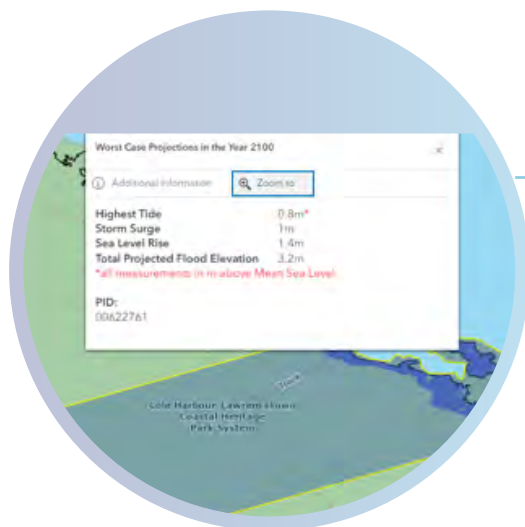 Worst Case Projections in the Year 2100
Additional information
Zoom to
Highest Tide 0.8m*
Storm Surge 1m
Sea Level Rise 1.4m
Total Projected Flood Elevation 3.2m
*all measurements in m above Mean Sea Level
PID:
00622761
Cole Harbour Lawrencetown
Coastal Heritage
Park System